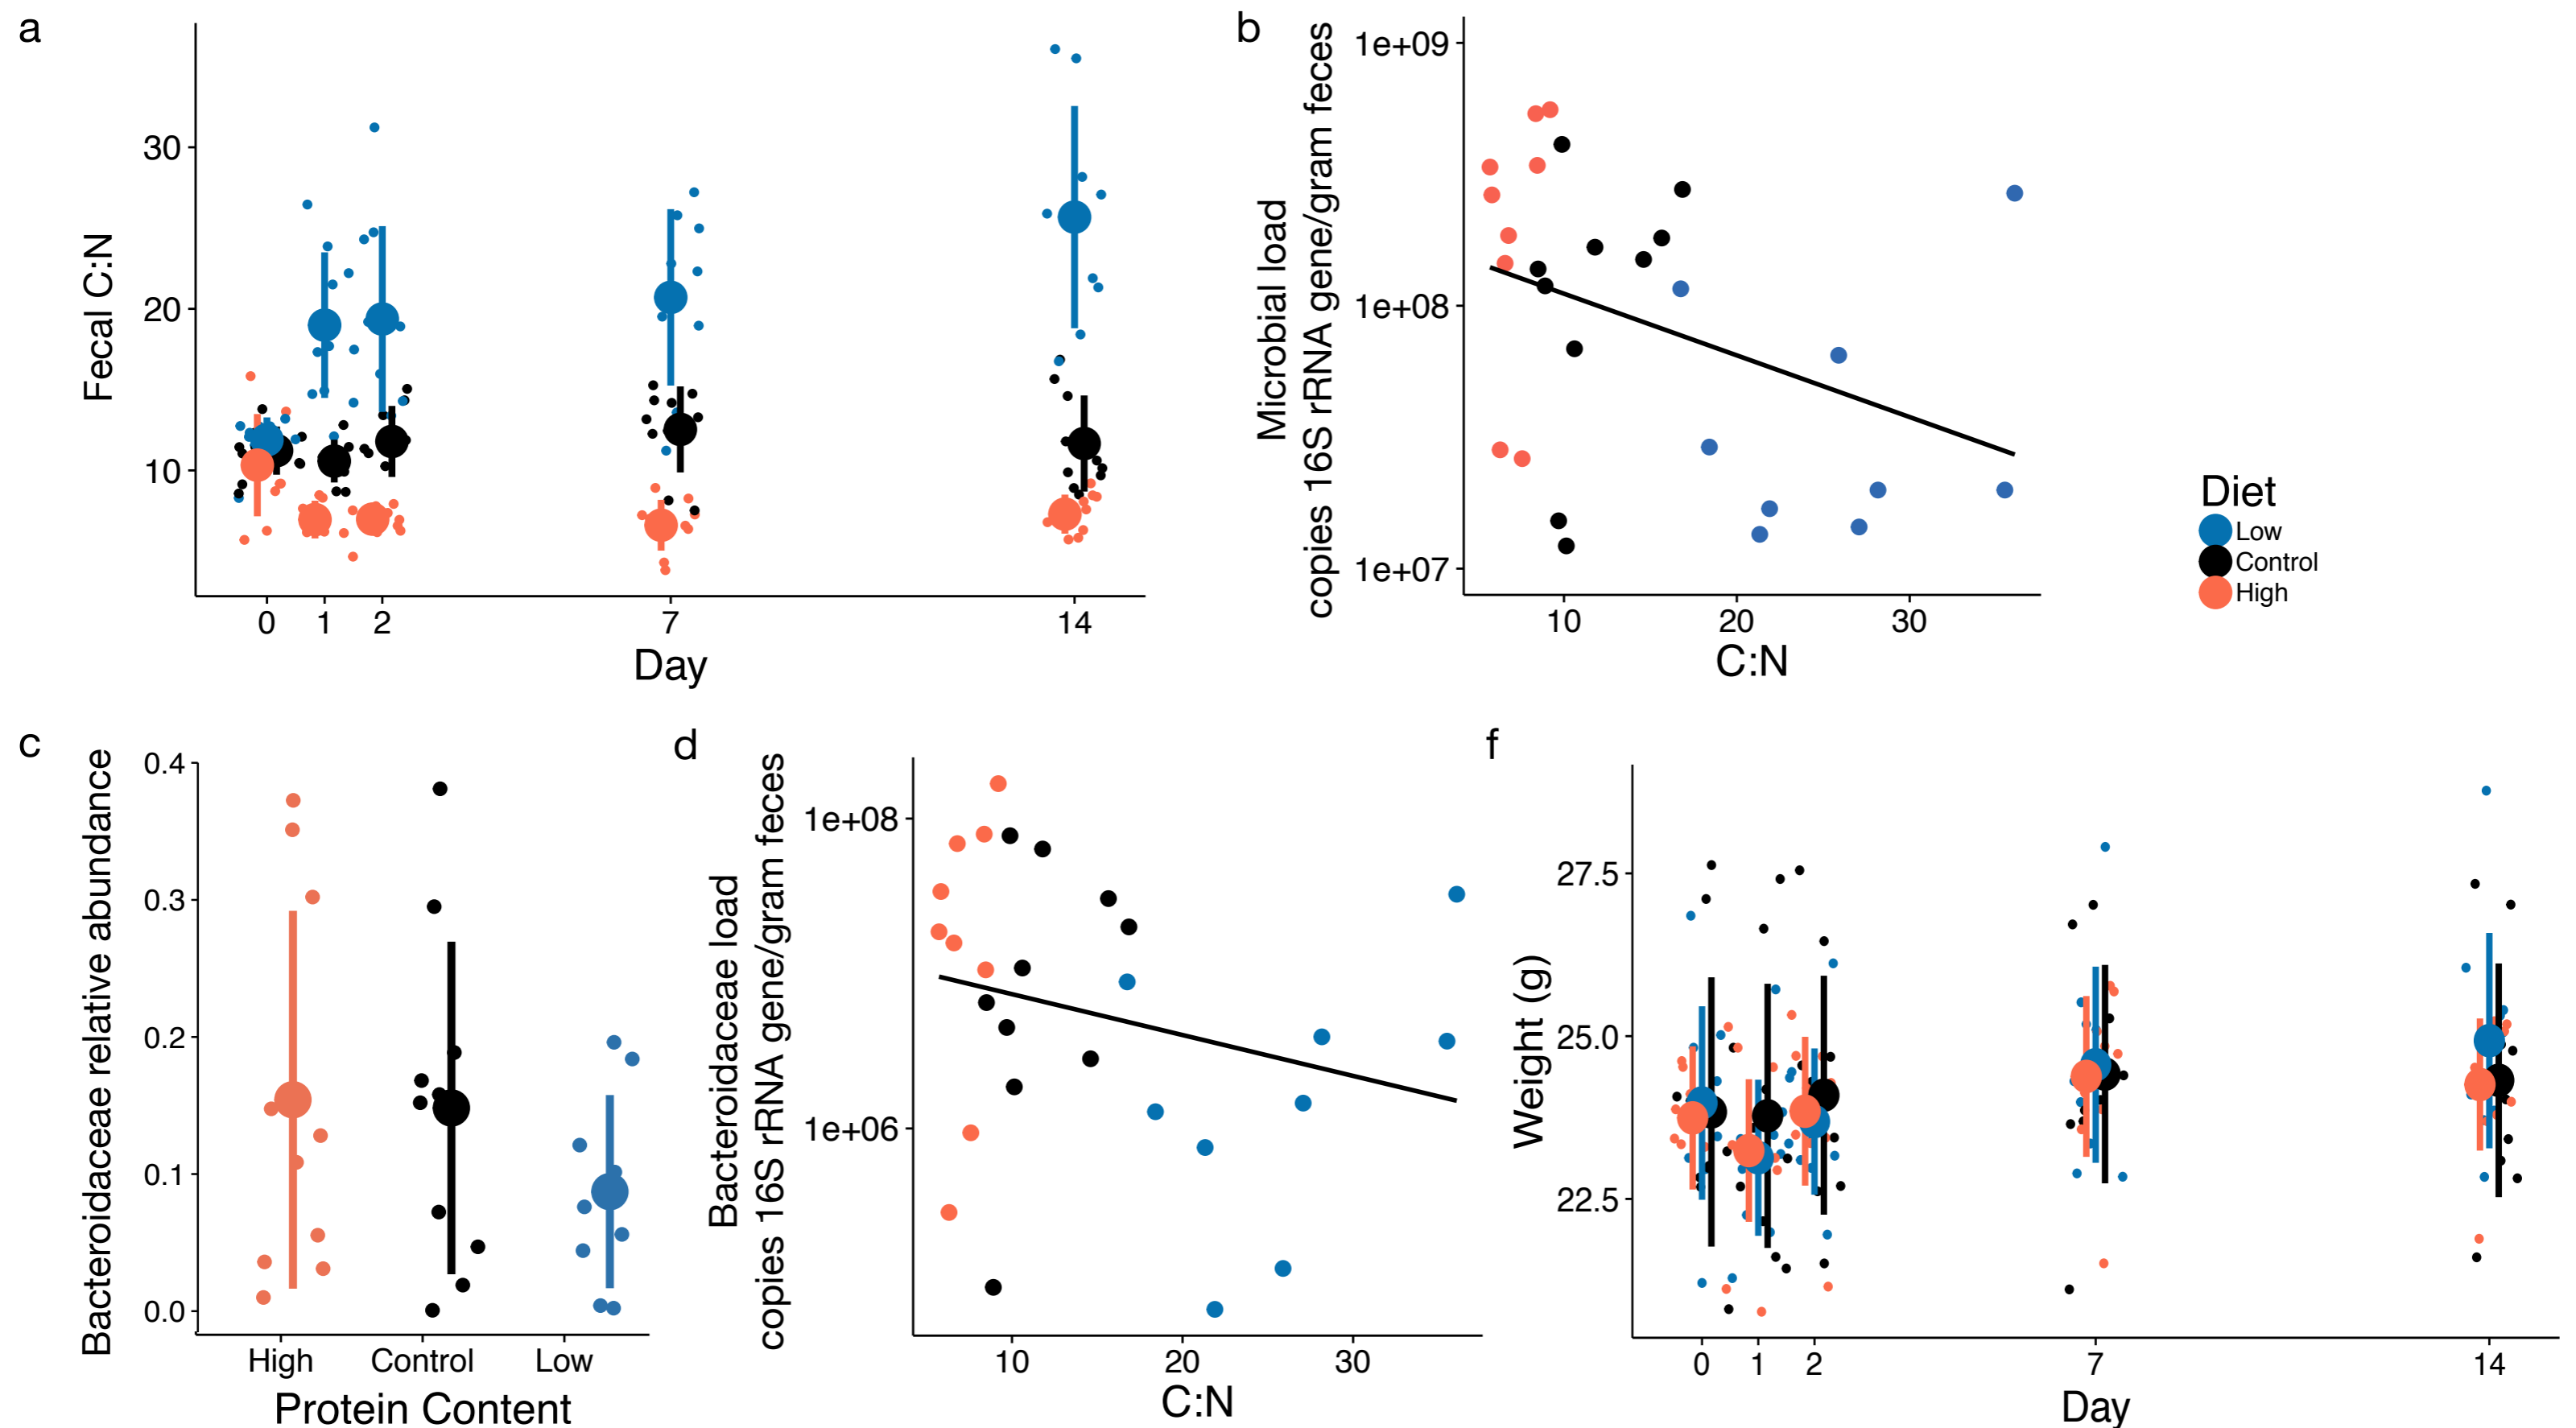 a
Fecal C:N
30
20
10
0 1 2 7 14
Day
b
Microbial load
copies 16S rRNA gene/gram feces
1e+09
1e+08
1e+07
10 20 30
C:N
Diet
Low
Control
High
c
Bacteroidaceae relative abundance
0.4
0.3
0.2
0.1
0.0
High Control Low
Protein Content
d
Bacteroidaceae load
copies 16S rRNA gene/gram feces
1e+08
1e+06
10 20 30
C:N
f
Weight (g)
27.5
25.0
22.5
0 1 2 7 14
Day